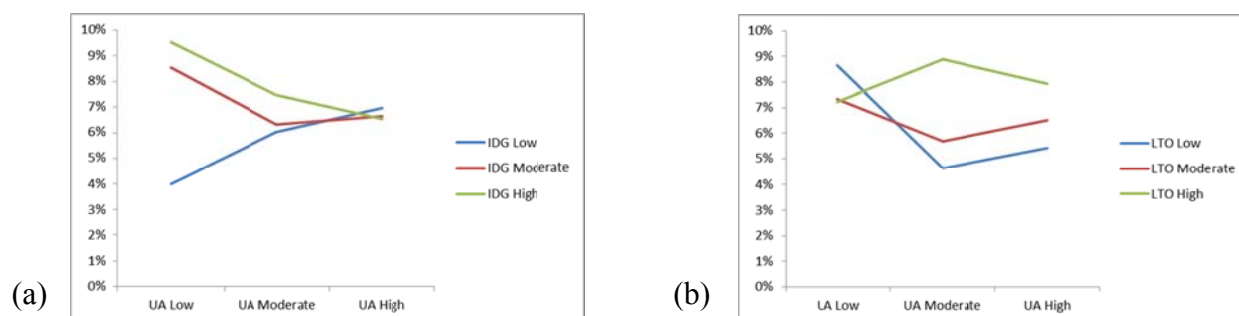 10%
9%
8%
7%
6%
5%
4%
3%
2%
1%
0%
UA Low UA Moderate UA High
IDG Low
IDG Moderate
IDG High
(a)
10%
9%
8%
7%
6%
5%
4%
3%
2%
1%
0%
LA Low UA Moderate UA High
LTO Low
LTO Moderate
LTO High
(b)